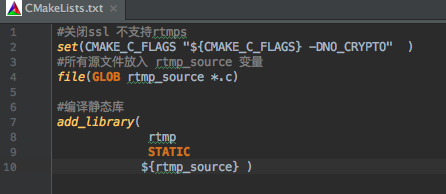 CMakeLists.txt ×
1 #关闭ssl 不支持rtmps
2 set(CMAKE_C_FLAGS "${CMAKE_C_FLAGS} -DNO_CRYPTO"  )
3 #所有源文件放入 rtmp_source 变量
4 file(GLOB rtmp_source *.c)
5
6 #编译静态库
7 add_library(
8 rtmp
9 STATIC
10 ${rtmp_source} )